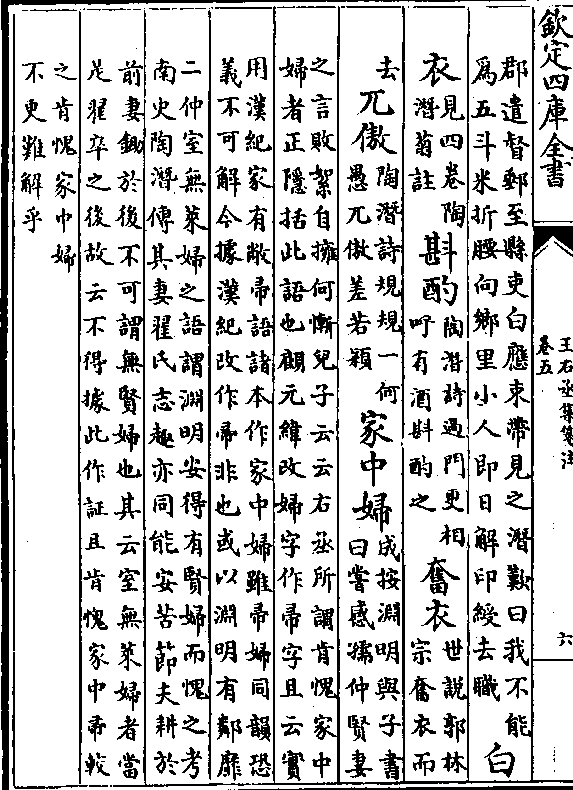 欽定四庫全書
王右丞集箋注
卷五
六
郡遣督郵至縣吏白應束帶見之潛歎曰我不能
爲五斗米折腰向鄉里小人即日解印綬去職
白
衣
見四卷陶
潛翁註
斟酌
陶潛詩過門更相
呼有酒斟酌之
奮衣
世說郭林
宗奮衣而
去
兀傲
陶潛詩規規一何
愚兀傲差若穎
家中婦
成按淵明與子書
曰嘗感孺仲賢妻
之言敗絮自擁何慚兒子云云右丞所謂肯愧家中
婦者正隱括此語也顧元緯改婦字作帚字且云實
用漢紀家有敝帚語諸本作家中婦雖帚婦同韻恐
義不可解今據漢紀改作帚非也或以淵明有鄰靡
二仲室無萊婦之語謂淵明安得有賢婦而愧之考
南史陶潛傳其妻翟氏志趣亦同能安苦節夫耕於
前妻鋤於後不可謂無賢婦也其云室無萊婦者當
是翟卒之後故云不得據此作証且肯愧家中帚較
之肯愧家中婦
不更難解乎